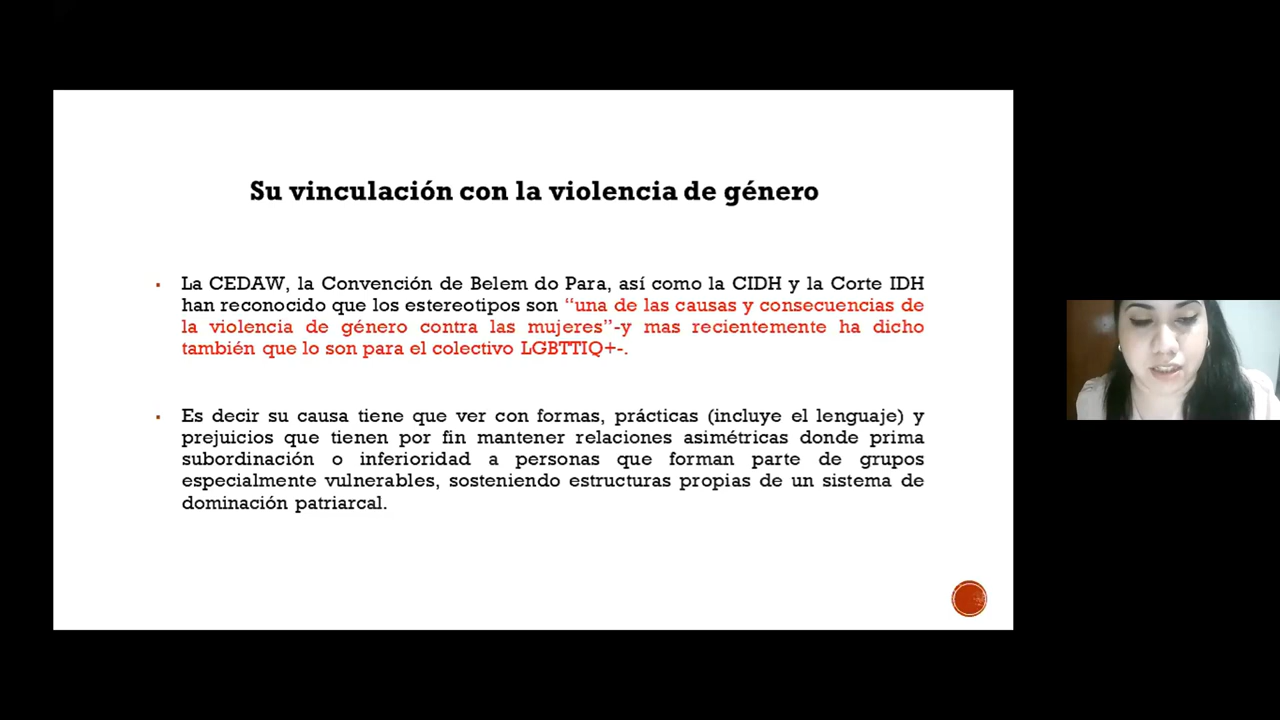 Su vinculación con la violencia de género
▪ La CEDAW, la Convención de Belem do Para, así como la CIDH y la Corte IDH
han reconocido que los estereotipos son “una de las causas y consecuencias de
la violencia de género contra las mujeres”-y mas recientemente ha dicho
también que lo son para el colectivo LGBTTIQ+-.
▪ Es decir su causa tiene que ver con formas, prácticas (incluye el lenguaje) y
prejuicios que tienen por fin mantener relaciones asimétricas donde prima
subordinación o inferioridad a personas que forman parte de grupos
especialmente vulnerables, sosteniendo estructuras propias de un sistema de
dominación patriarcal.